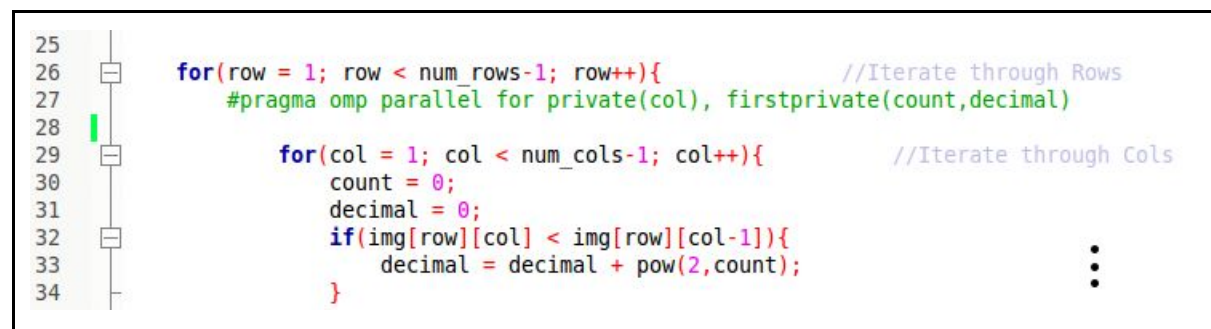 25
26 for(row = 1; row < num_rows-1; row++){ //Iterate through Rows
27 #pragma omp parallel for private(col), firstprivate(count,decimal)
28
29 for(col = 1; col < num_cols-1; col++){ //Iterate through Cols
30 count = 0;
31 decimal = 0;
32 if(img[row][col] < img[row][col-1]){
33 decimal = decimal + pow(2,count);
34 }